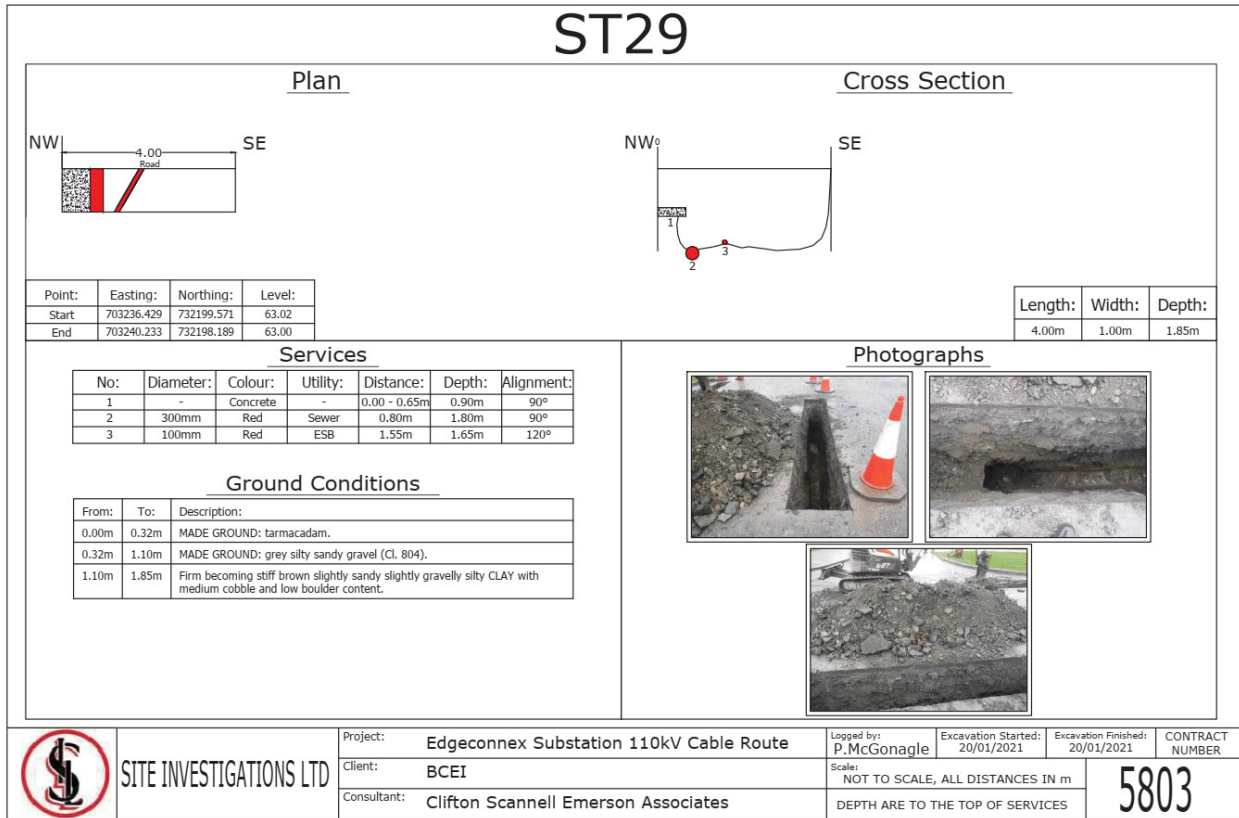 ST29
Plan
NW
4.00
Road
SE
Cross Section
NW
0
SE
1
2
3
Point: Easting: Northing: Level:
Start 703236.429 732199.571 63.02
End 703240.233 732198.189 63.00
Length: Width: Depth:
4.00m 1.00m 1.85m
Services
No: Diameter: Colour: Utility: Distance: Depth: Alignment:
1 - Concrete - 0.00 - 0.65m 0.90m 90°
2 300mm Red Sewer 0.80m 1.80m 90°
3 100mm Red ESB 1.55m 1.65m 120°
Ground Conditions
From: To: Description:
0.00m 0.32m MADE GROUND: tarmacadam.
0.32m 1.10m MADE GROUND: grey silty sandy gravel (Cl. 804).
1.10m 1.85m Firm becoming stiff brown slightly sandy slightly gravelly silty CLAY with
medium cobble and low boulder content.
Photographs
SITE INVESTIGATIONS LTD
Project: Edgeconnex Substation 110kV Cable Route
Client: BCEI
Consultant: Clifton Scannell Emerson Associates
Logged by:
P.McGonagle
Excavation Started:
20/01/2021
Excavation Finished:
20/01/2021
Scale:
NOT TO SCALE, ALL DISTANCES IN m
DEPTH ARE TO THE TOP OF SERVICES
CONTRACT
NUMBER
5803